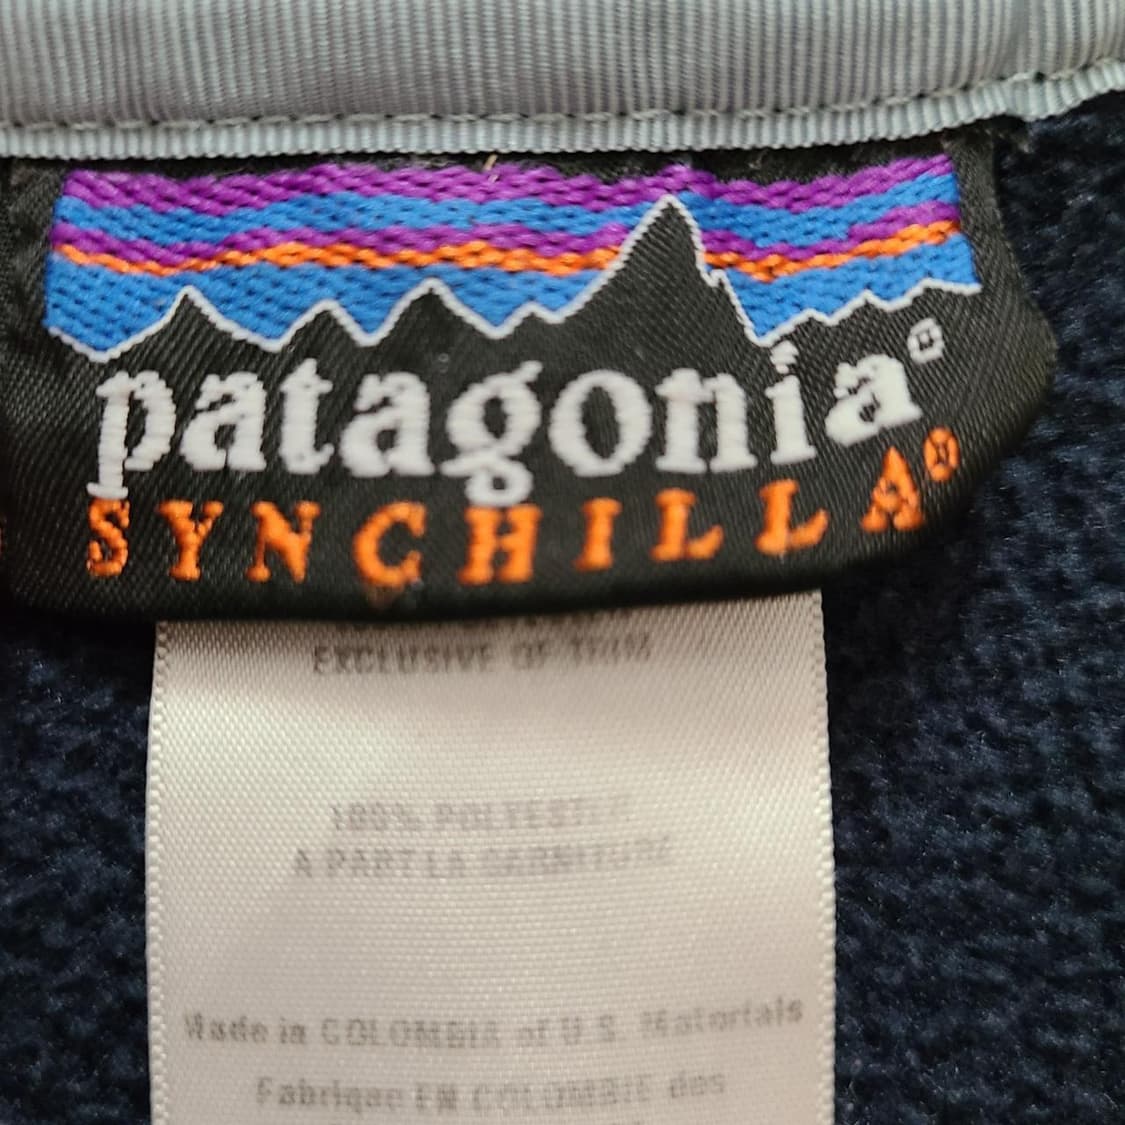 patagonia®
SYNCHILLA®
EXCLUSIVE OF TRIM
100% POLYESTER
A PART LA GARNITURE
Made in COLOMBIA of U.S. Materials
Fabrique EN COLOMBIE des